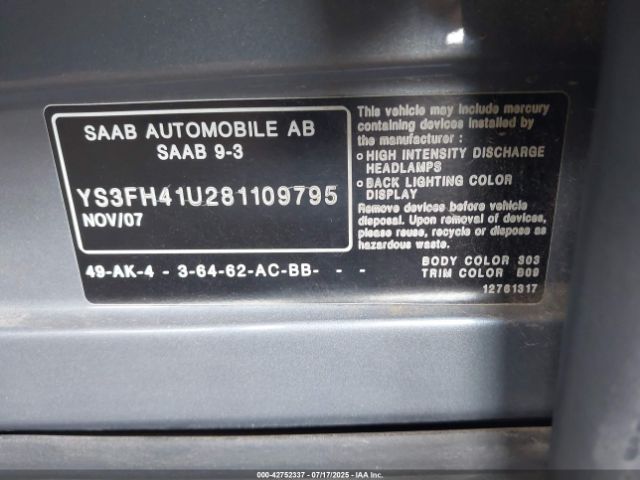 SAAB AUTOMOBILE AB
SAAB 9-3
YS3FH41U281109795
NOV/07
49-AK-4 - 3-64-62-AC-BB- - -
This vehicle may include mercury
containing devices installed by
the manufacturer :
o HIGH INTENSITY DISCHARGE
HEADLAMPS
o BACK LIGHTING COLOR
DISPLAY
Remove devices before vehicle
disposal. Upon removal of devices,
please reuse, recycle or dispose as
hazardous waste.
BODY COLOR 303
TRIM COLOR B09
12761317
000-42752337 - 07/17/2025 - IAAI.COM